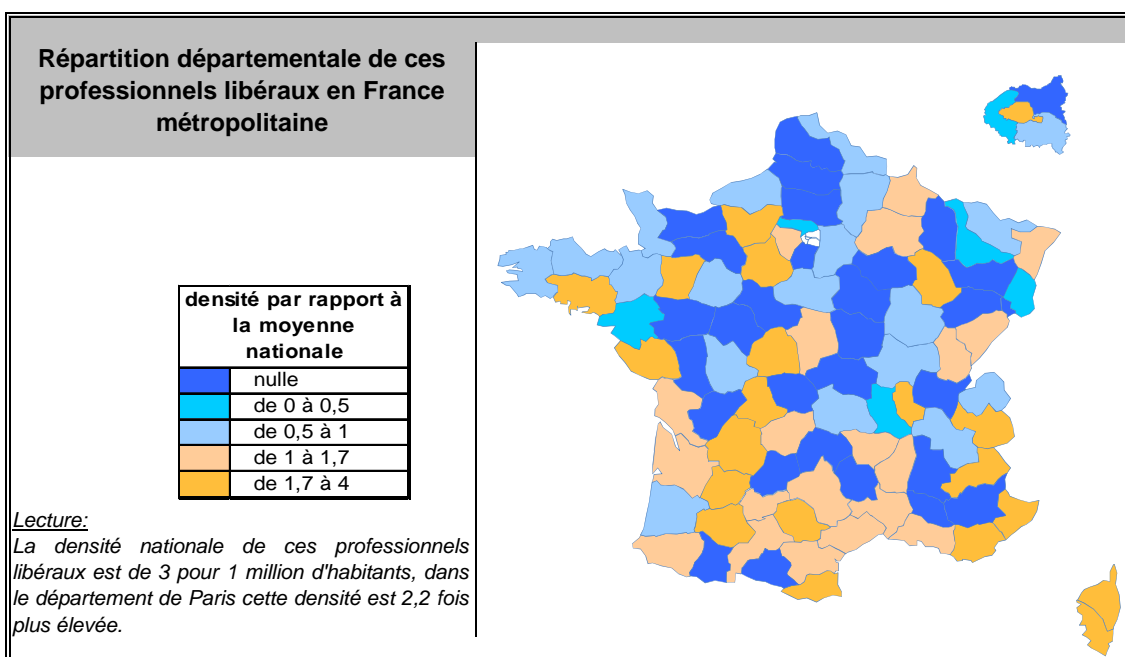 Répartition départementale de ces
professionnels libéraux en France
métropolitaine
densité par rapport à
la moyenne
nationale
nulle
de 0 à 0,5
de 0,5 à 1
de 1 à 1,7
de 1,7 à 4
Lecture:
La densité nationale de ces professionnels
libéraux est de 3 pour 1 million d'habitants, dans
le département de Paris cette densité est 2,2 fois
plus élevée.